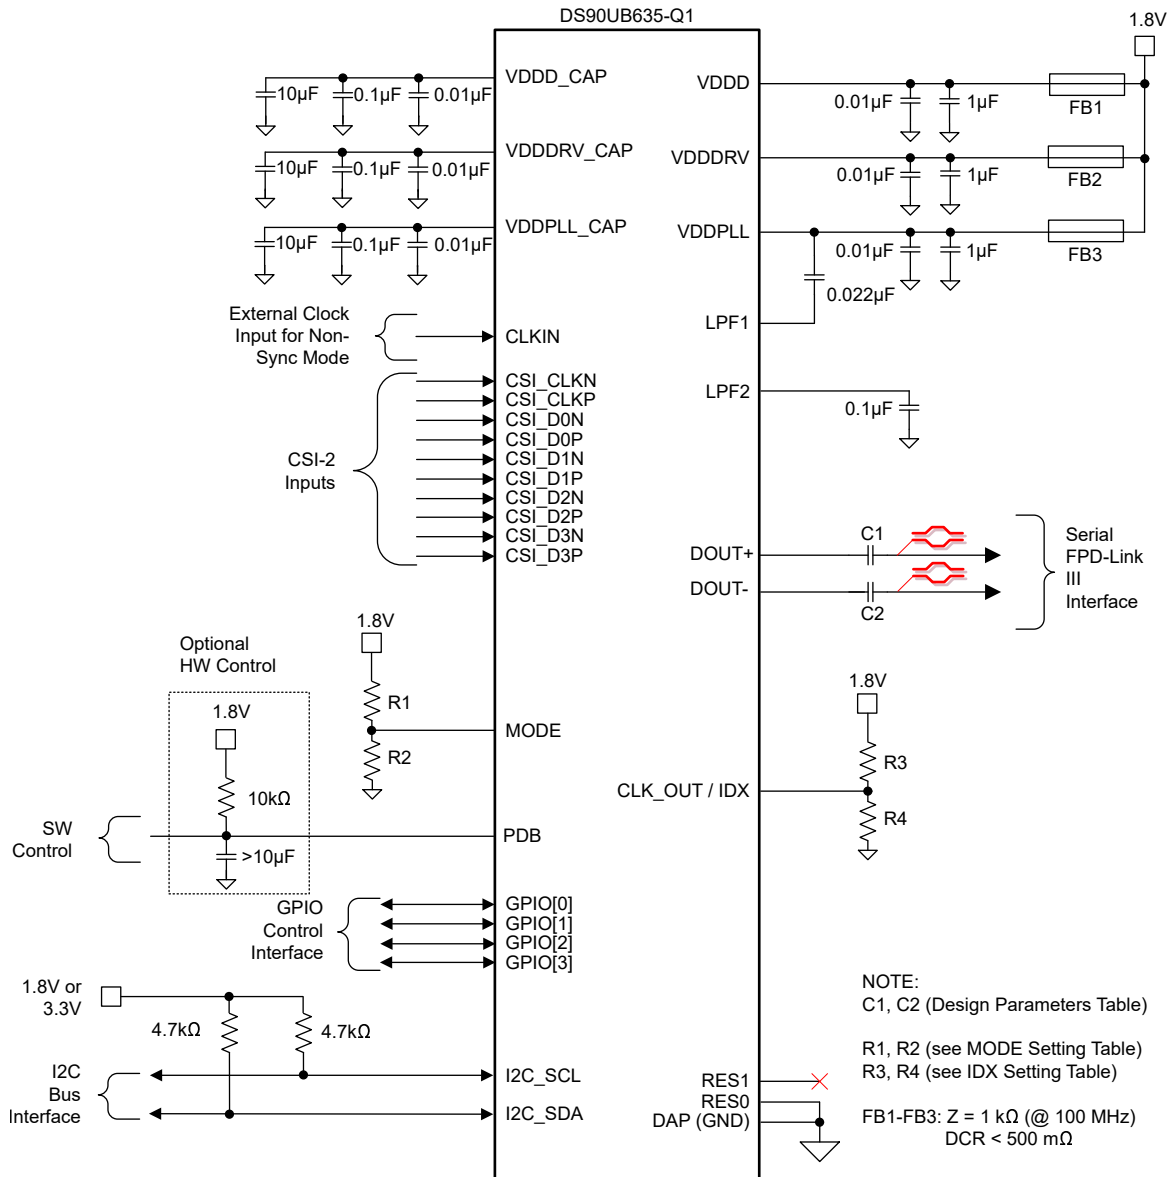 DS90UB635-Q1
1.8V
VDDD_CAP
10µF
0.1µF
0.01µF
VDDDRV_CAP
10µF
0.1µF
0.01µF
VDDPLL_CAP
10µF
0.1µF
0.01µF
External Clock
Input for Non-
Sync Mode
CLKIN
CSI-2
Inputs
CSI_CLKN
CSI_CLKP
CSI_D0N
CSI_D0P
CSI_D1N
CSI_D1P
CSI_D2N
CSI_D2P
CSI_D3N
CSI_D3P
1.8V
R1
R2
MODE
Optional
HW Control
1.8V
10kΩ
>10µF
SW
Control
PDB
GPIO
Control
Interface
GPIO[0]
GPIO[1]
GPIO[2]
GPIO[3]
1.8V or
3.3V
4.7kΩ
4.7kΩ
I2C
Bus
Interface
I2C_SCL
I2C_SDA
VDDD
0.01µF
1µF
FB1
VDDDRV
0.01µF
1µF
FB2
VDDPLL
0.01µF
1µF
FB3
0.022µF
LPF1
LPF2
0.1µF
DOUT+
C1
DOUT-
C2
Serial
FPD-Link
III
Interface
1.8V
R3
R4
CLK_OUT / IDX
RES1
RES0
DAP (GND)
NOTE:
C1, C2 (Design Parameters Table)
R1, R2 (see MODE Setting Table)
R3, R4 (see IDX Setting Table)
FB1-FB3: Z = 1 kΩ (@ 100 MHz)
DCR < 500 mΩ